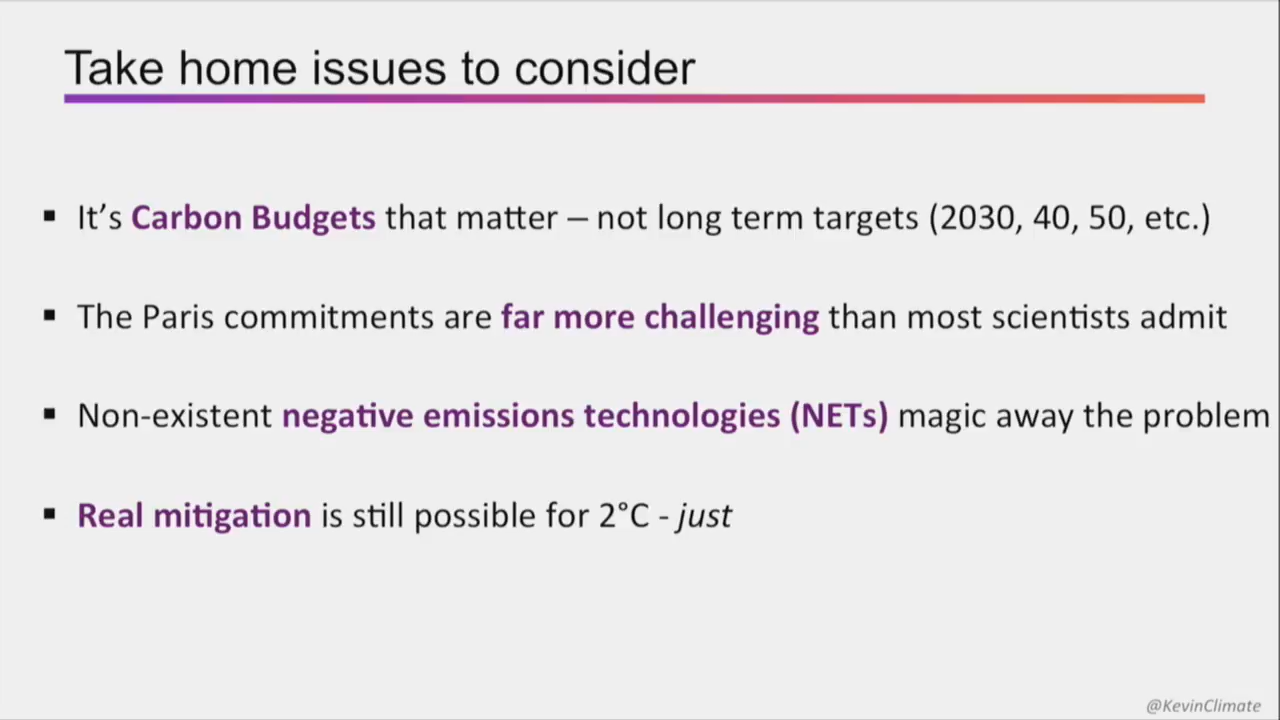 Take home issues to consider
▪ It’s Carbon Budgets that matter – not long term targets (2030, 40, 50, etc.)
▪ The Paris commitments are far more challenging than most scientists admit
▪ Non-existent negative emissions technologies (NETs) magic away the problem
▪ Real mitigation is still possible for 2°C - just
@KevinClimate